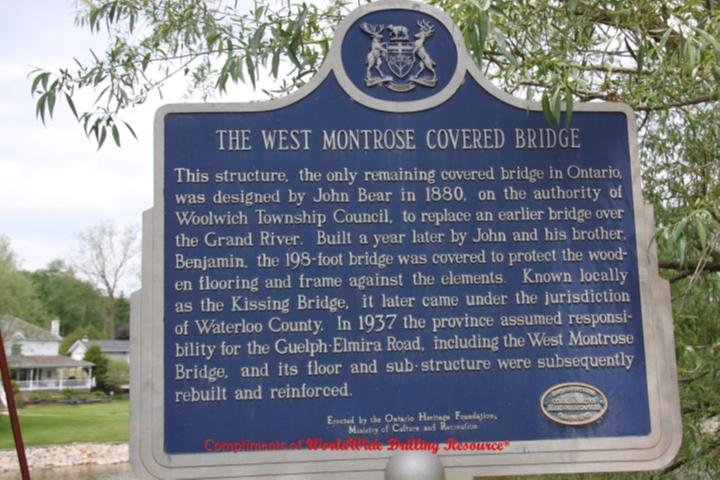 THE WEST MONTROSE COVERED BRIDGE
This structure, the only remaining covered bridge in Ontario,
was designed by John Bear in 1880, on the authority of
Woolwich Township Council, to replace an earlier bridge over
the Grand River. Built a year later by John and his brother,
Benjamin, the 198-foot bridge was covered to protect the wood-
en flooring and frame against the elements. Known locally
as the Kissing Bridge, it later came under the jurisdiction
of Waterloo County. In 1937 the province assumed responsi-
bility for the Guelph-Elmira Road, including the West Montrose
Bridge, and its floor and sub-structure were subsequently
rebuilt and reinforced.
Erected by the Ontario Heritage Foundation,
Ministry of Culture and Recreation
Compliments of WorldWide Drilling Resource®